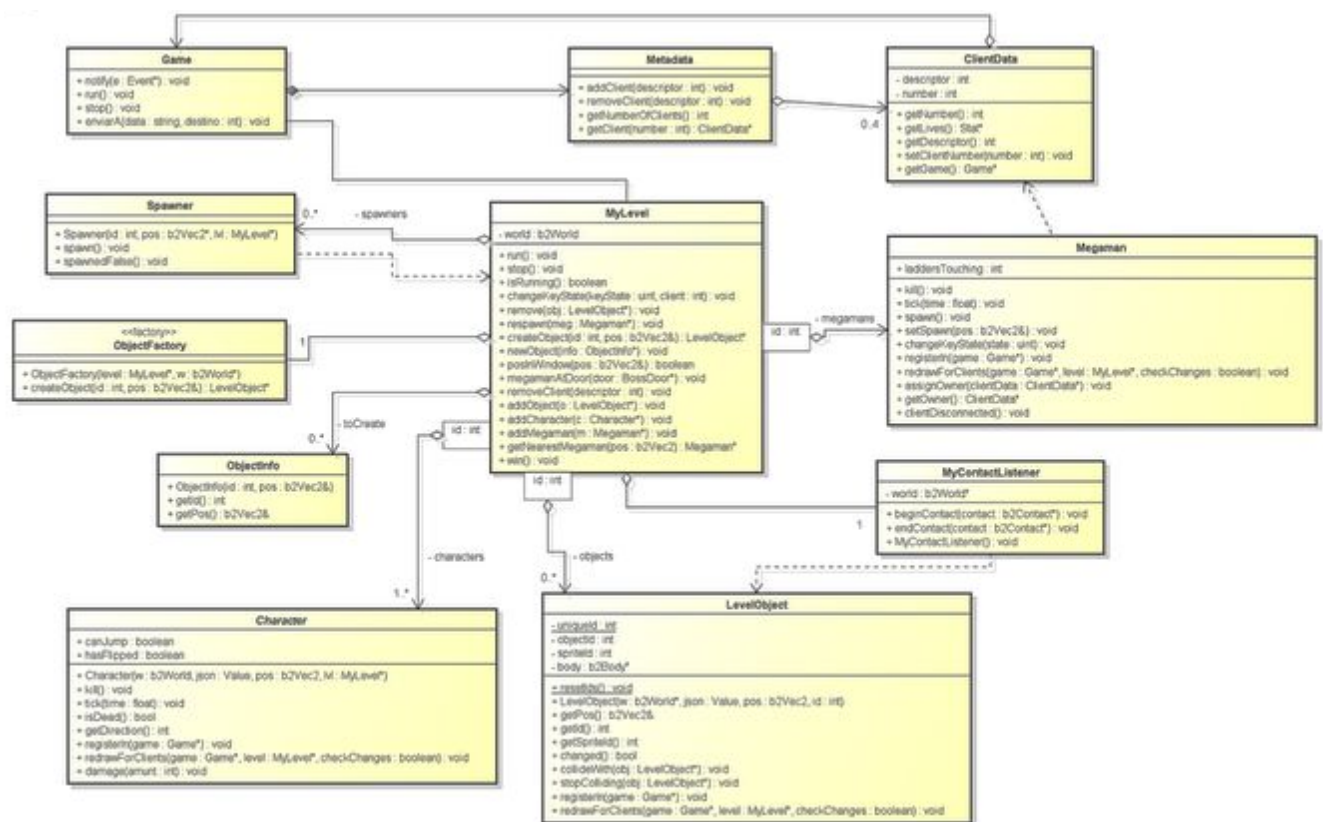 Game
+ notify(e : Event*) : void
+ run() : void
+ stop() : void
+ enviarA(data : string, destino : int) : void
Metadata
+ addClient(descriptor : int) : void
+ removeClient(descriptor : int) : void
+ getNumberOfClients() : int
+ getClient(number : int) : ClientData*
ClientData
- descriptor : int
- number : int
+ getNumber() : int
+ getLives() : Stat*
+ getDescriptor() : int
+ setClientNumber(number : int) : void
+ getGame() : Game*
0..4
Spawner
+ Spawner(id : int, pos : b2Vec2*, lvl : MyLevel*)
+ spawn() : void
+ spawnedFalse() : void
0..*
- spawners
MyLevel
- world : b2World
+ run() : void
+ stop() : void
+ isRunning() : boolean
+ changeKeyState(keyState : uint, client : int) : void
+ remove(obj : LevelObject*) : void
+ respawn(meg : Megaman*) : void
+ createObject(id : int, pos : b2Vec2&) : LevelObject*
+ newObject(info : ObjectInfo*) : void
+ posInWindow(pos : b2Vec2&) : boolean
+ megamanAtDoor(door : BossDoor*) : void
+ removeClient(descriptor : int) : void
+ addObject(o : LevelObject*) : void
+ addCharacter(c : Character*) : void
+ addMegaman(m : Megaman*) : void
+ getNearestMegaman(pos : b2Vec2) : Megaman*
+ win() : void
id : int
- megamans
Megaman
+ laddersTouching : int
+ kill() : void
+ tick(time : float) : void
+ spawn() : void
+ setSpawn(pos : b2Vec2&) : void
+ changeKeyState(state : uint) : void
+ registerIn(game : Game*) : void
+ redrawForClients(game : Game*, level : MyLevel*, checkChanges : boolean) : void
+ assignOwner(clientData : ClientData*) : void
+ getOwner() : ClientData*
+ clientDisconnected() : void
<<factory>>
ObjectFactory
+ ObjectFactory(level : MyLevel*, w : b2World*)
+ createObject(id : int, pos : b2Vec2&) : LevelObject*
1
- toCreate
0..*
id : int
ObjectInfo
+ ObjectInfo(id : int, pos : b2Vec2&)
+ getId() : int
+ getPos() : b2Vec2&
id : int
MyContactListener
- world : b2World*
+ beginContact(contact : b2Contact*) : void
+ endContact(contact : b2Contact*) : void
+ MyContactListener() : void
1
- characters
1..*
- objects
0..*
Character
+ canJump : boolean
+ hasFlipped : boolean
+ Character(w : b2World, json : Value, pos : b2Vec2, lvl : MyLevel*)
+ kill() : void
+ tick(time : float) : void
+ isDead() : bool
+ getDirection() : int
+ registerIn(game : Game*) : void
+ redrawForClients(game : Game*, level : MyLevel*, checkChanges : boolean) : void
+ damage(amunt : int) : void
LevelObject
- uniqueId : int
- objectId : int
- spriteId : int
- body : b2Body*
+ resetIds() : void
+ LevelObject(w : b2World*, json : Value, pos : b2Vec2, id : int)
+ getPos() : b2Vec2&
+ getId() : int
+ getSpriteId() : int
+ changed() : bool
+ collideWith(obj : LevelObject*) : void
+ stopColliding(obj : LevelObject*) : void
+ registerIn(game : Game*) : void
+ redrawForClients(game : Game*, level : MyLevel*, checkChanges : boolean) : void